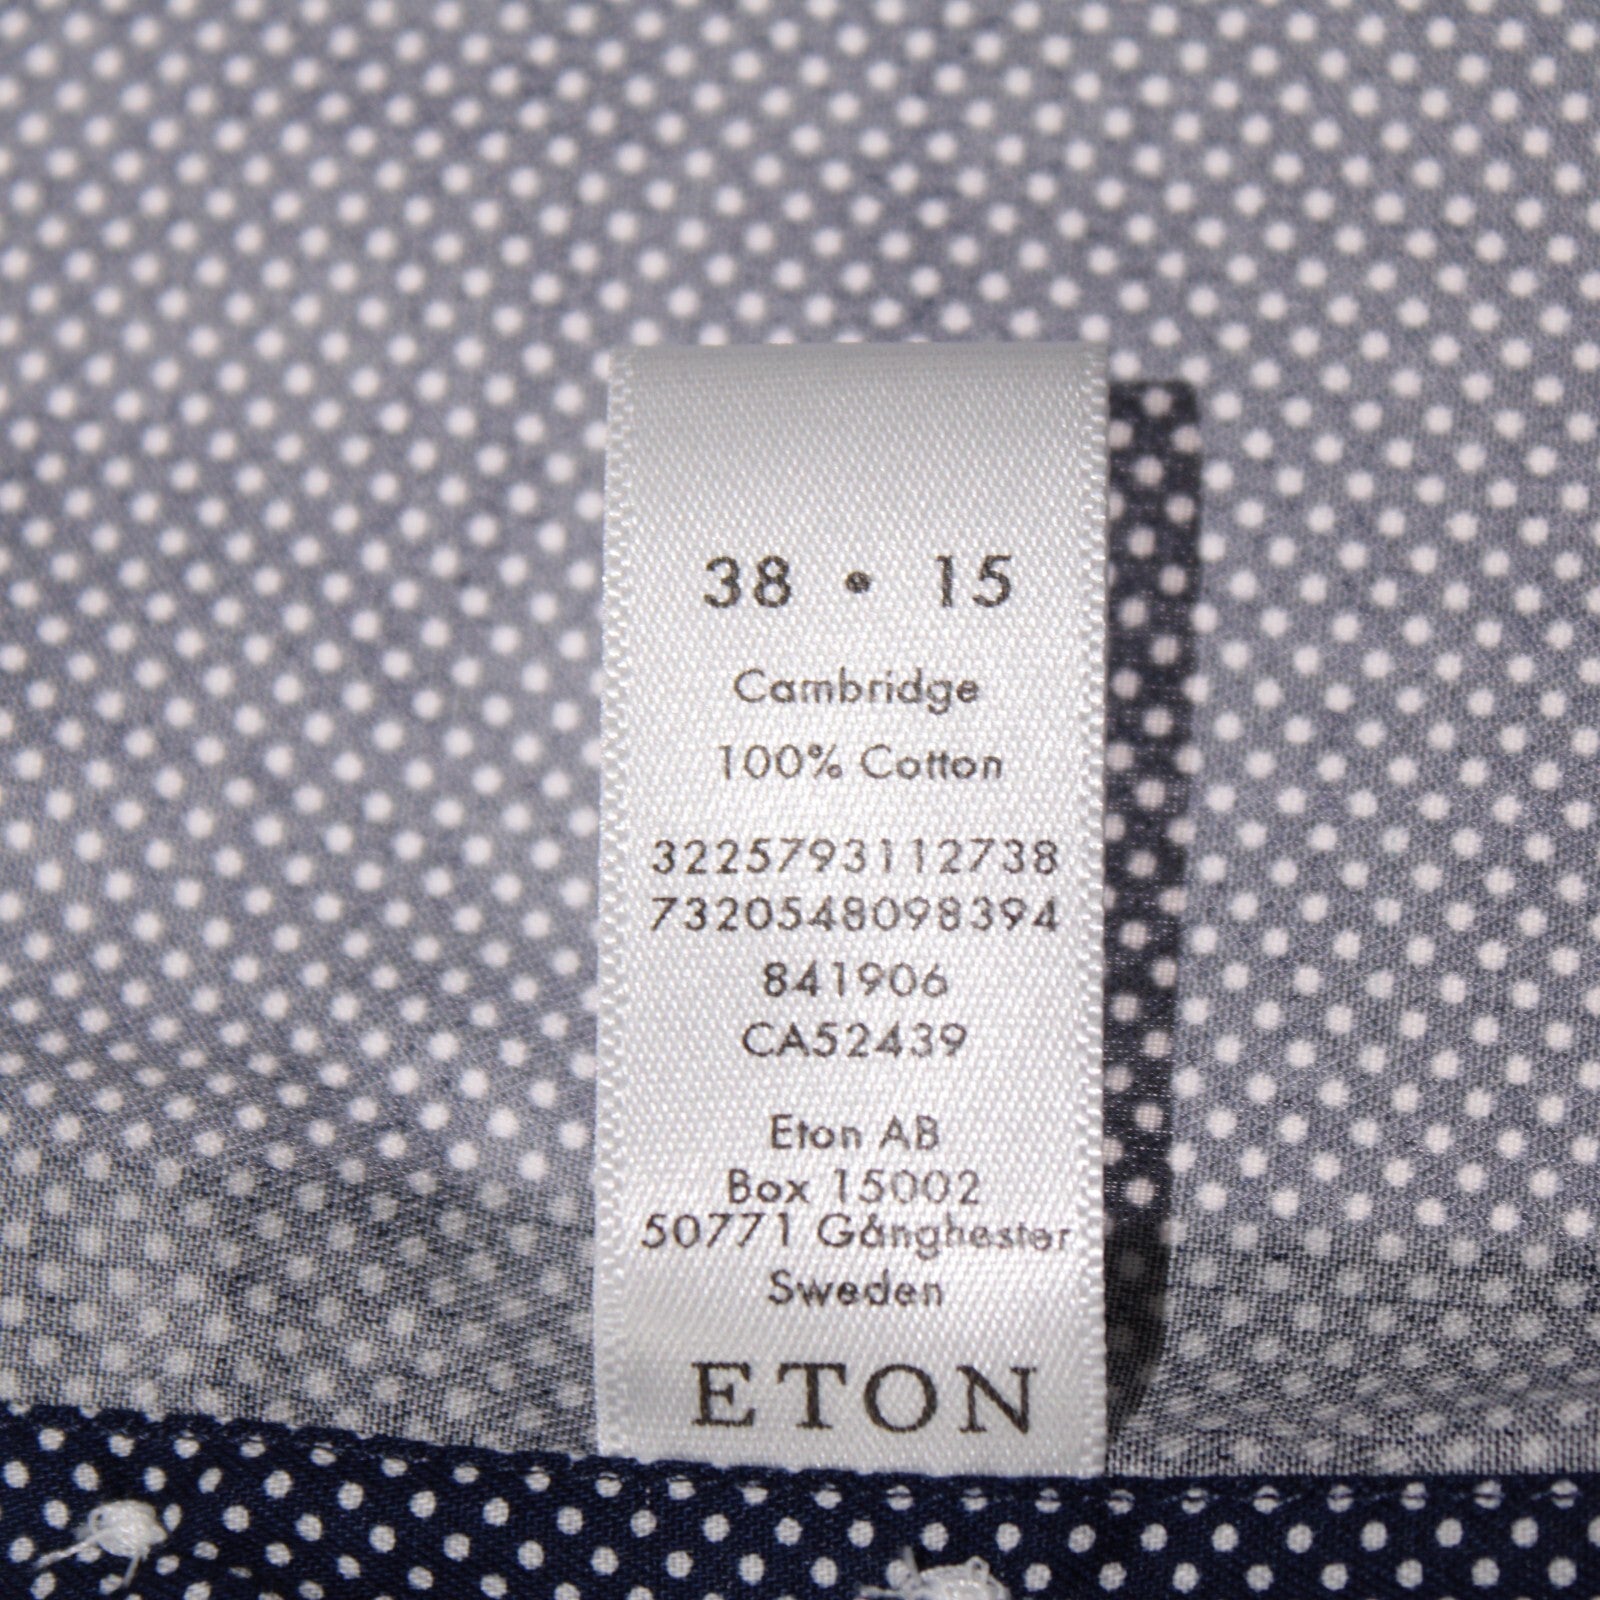 38 • 15
Cambridge
100% Cotton
3225793112738
7320548098394
841906
CA52439
Eton AB
Box 15002
50771 Gånghester
Sweden
ETON